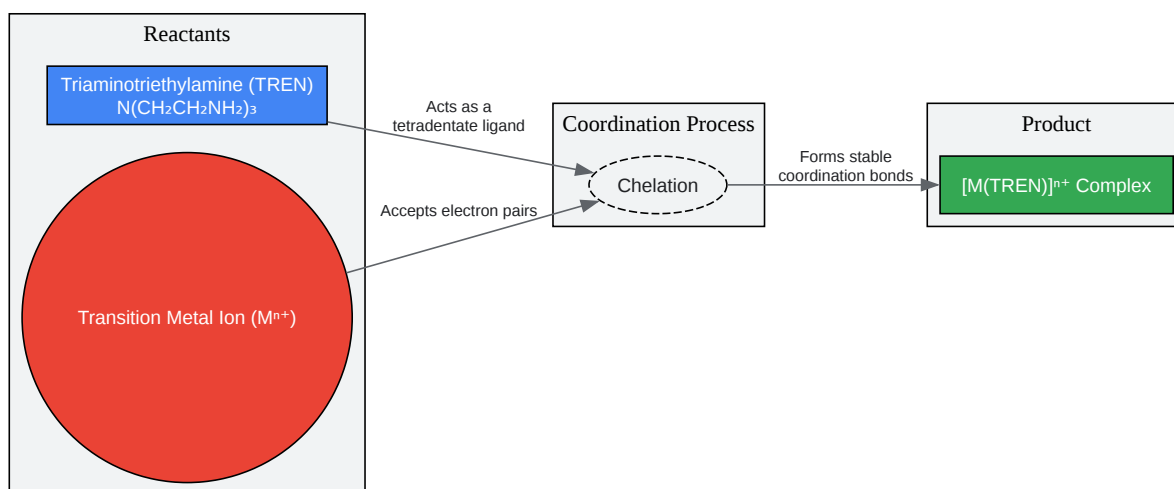 Reactants
Triaminotriethylamine (TREN)
N(CH₂CH₂NH₂)₃
Transition Metal Ion (Mⁿ⁺)
Acts as a
tetradentate ligand
Accepts electron pairs
Coordination Process
Chelation
Forms stable
coordination bonds
Product
[M(TREN)]ⁿ⁺ Complex